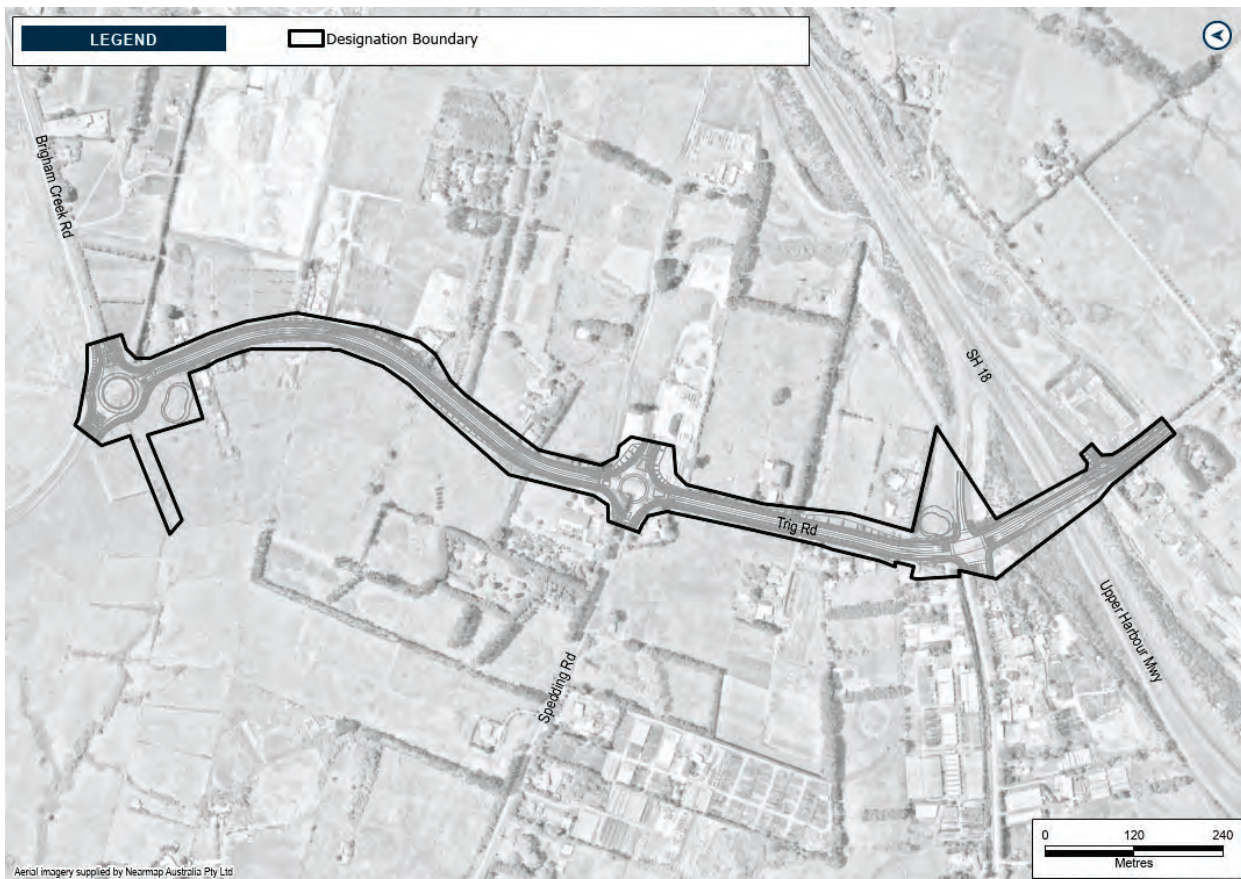 LEGEND
Designation Boundary
Brigham Creek Rd
SH 18
Trig Rd
Upper Harbour Mwy
Spedding Rd
0 120 240
Metres
Aerial imagery supplied by Nearmap Australia Pty Ltd